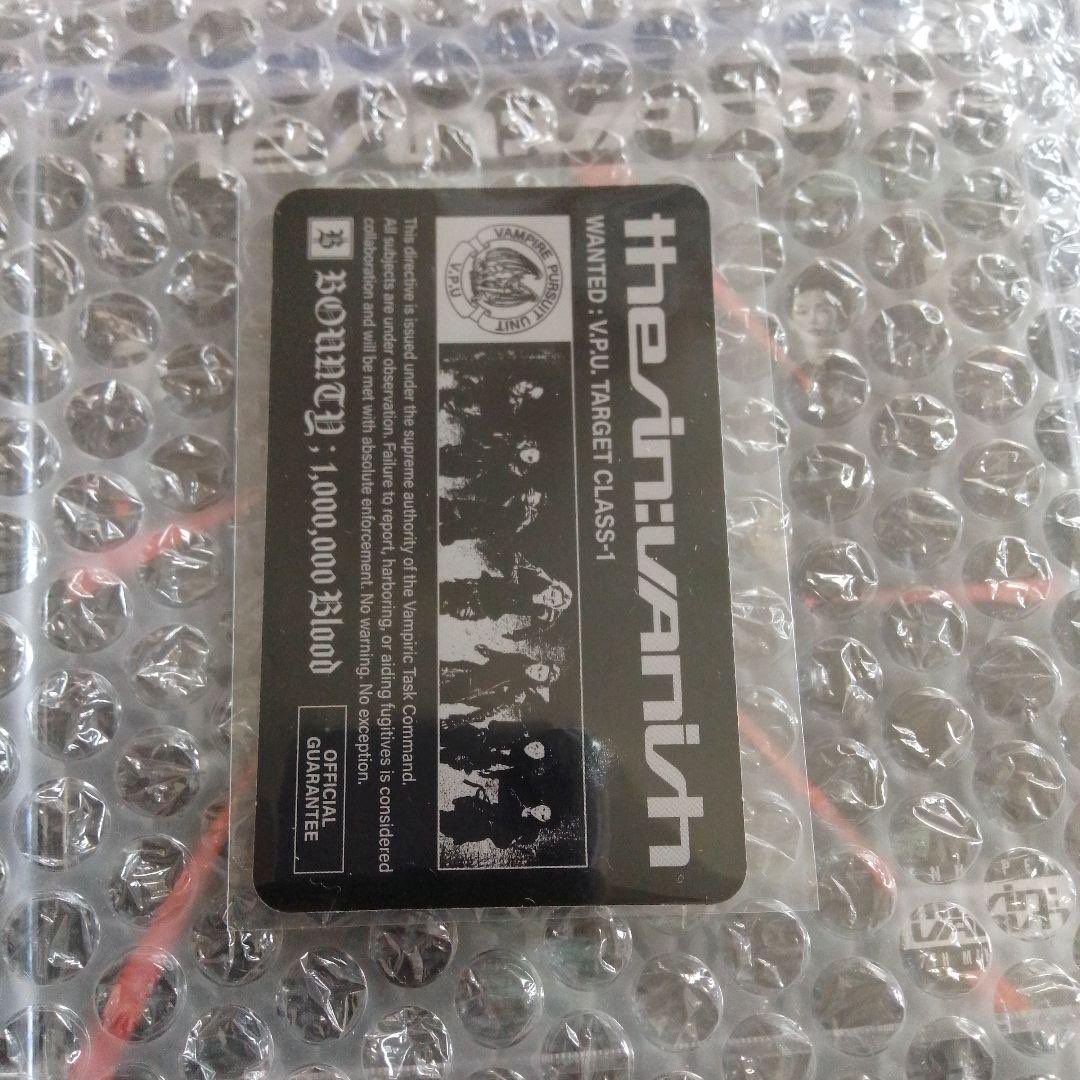 the sin : vanish
WANTED : V.P.U. TARGET CLASS-1
VAMPIRE PURSUIT UNIT
V.P.U
This directive is issued under the supreme authority of the Vampiric Task Command.
All subjects are under observation. Failure to report, harboring, or aiding fugitives is considered
collaboration and will be met with absolute enforcement. No warning. No exception.
B BOUNTY ; 1,000,000 Blood
OFFICIAL
GUARANTEE